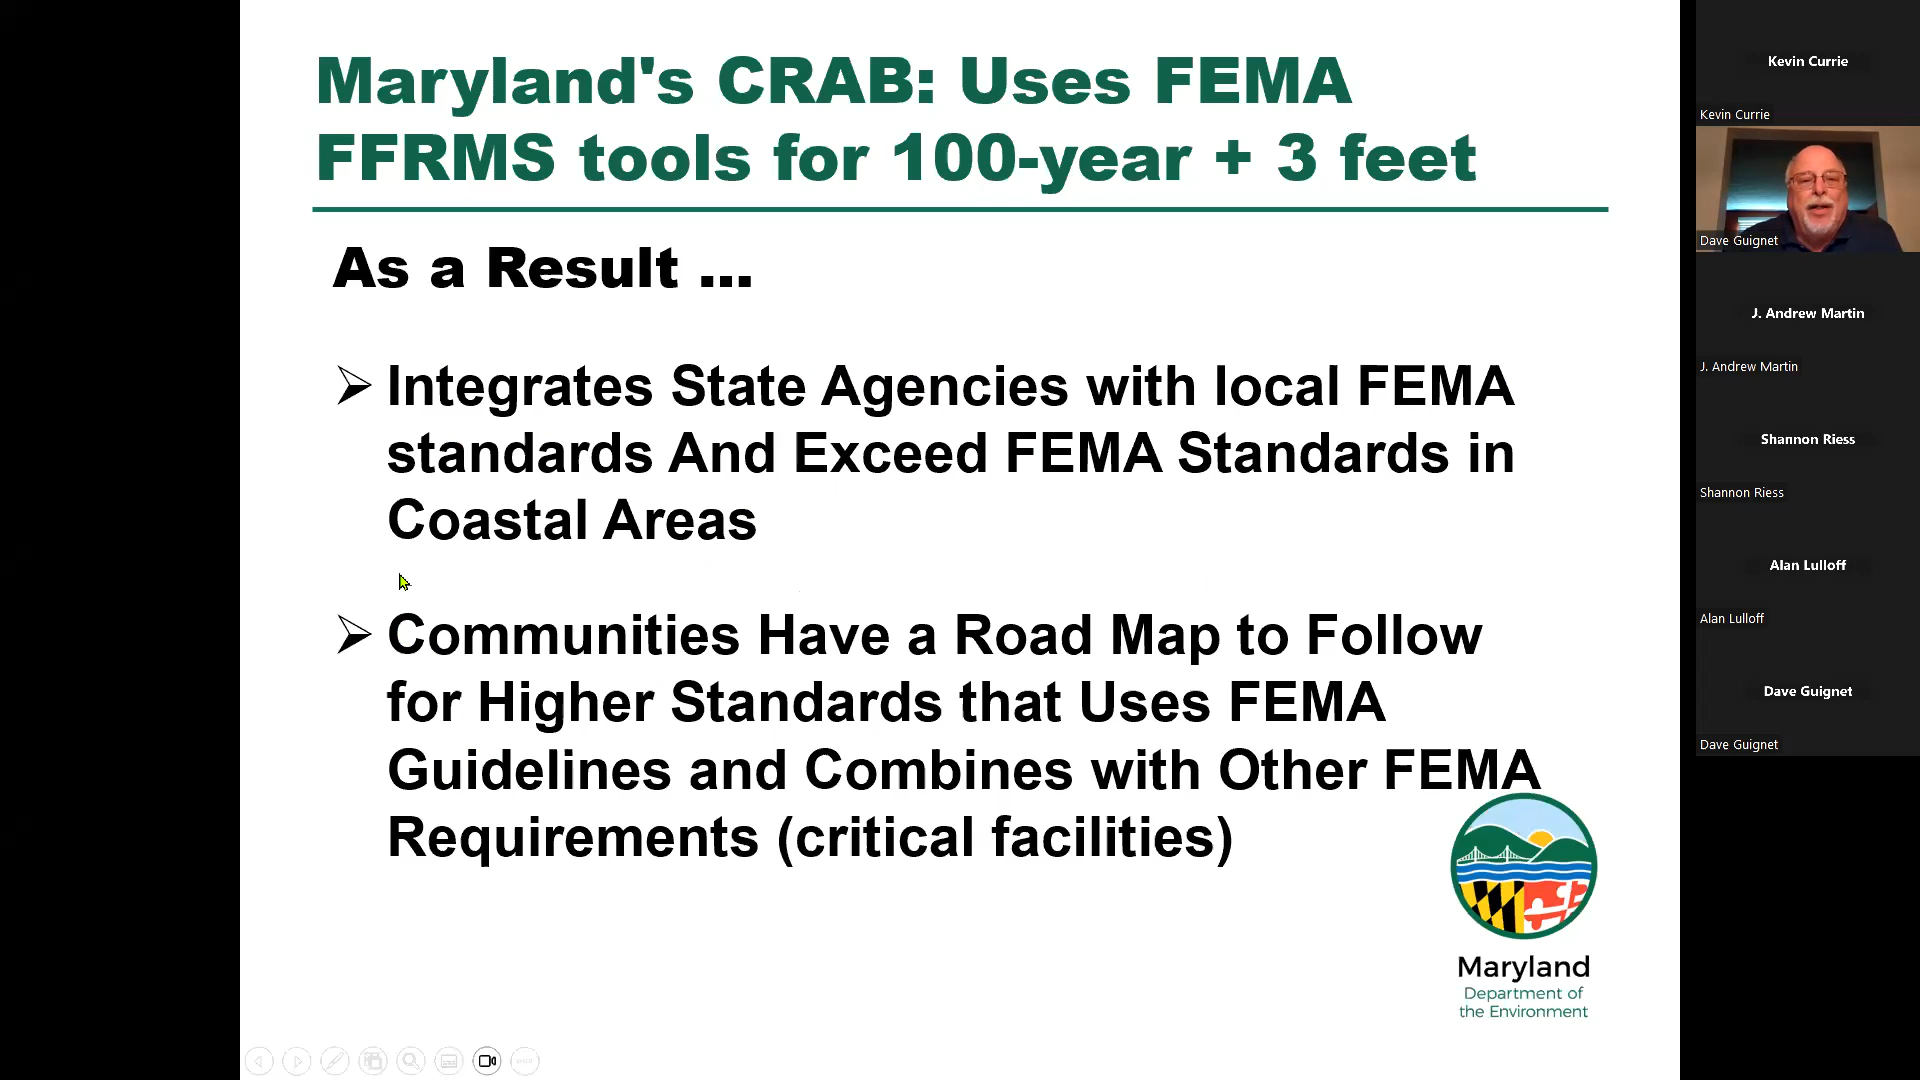 Maryland's CRAB: Uses FEMA
FFRMS tools for 100-year + 3 feet
As a Result ...
Integrates State Agencies with local FEMA
standards And Exceed FEMA Standards in
Coastal Areas
Communities Have a Road Map to Follow
for Higher Standards that Uses FEMA
Guidelines and Combines with Other FEMA
Requirements (critical facilities)
Maryland
Department of
the Environment
Kevin Currie
Kevin Currie
Dave Guignet
J. Andrew Martin
J. Andrew Martin
Shannon Riess
Shannon Riess
Alan Lulloff
Alan Lulloff
Dave Guignet
Dave Guignet